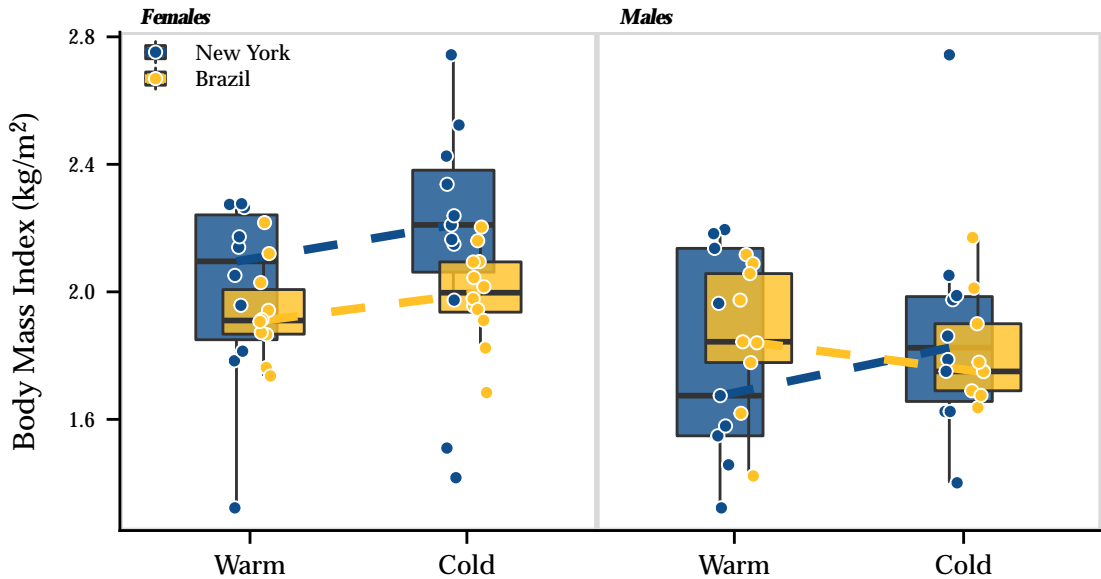 Females
Males
New York
Brazil
Body Mass Index (kg/m²)
2.8
2.4
2.0
1.6
Warm
Cold
Warm
Cold